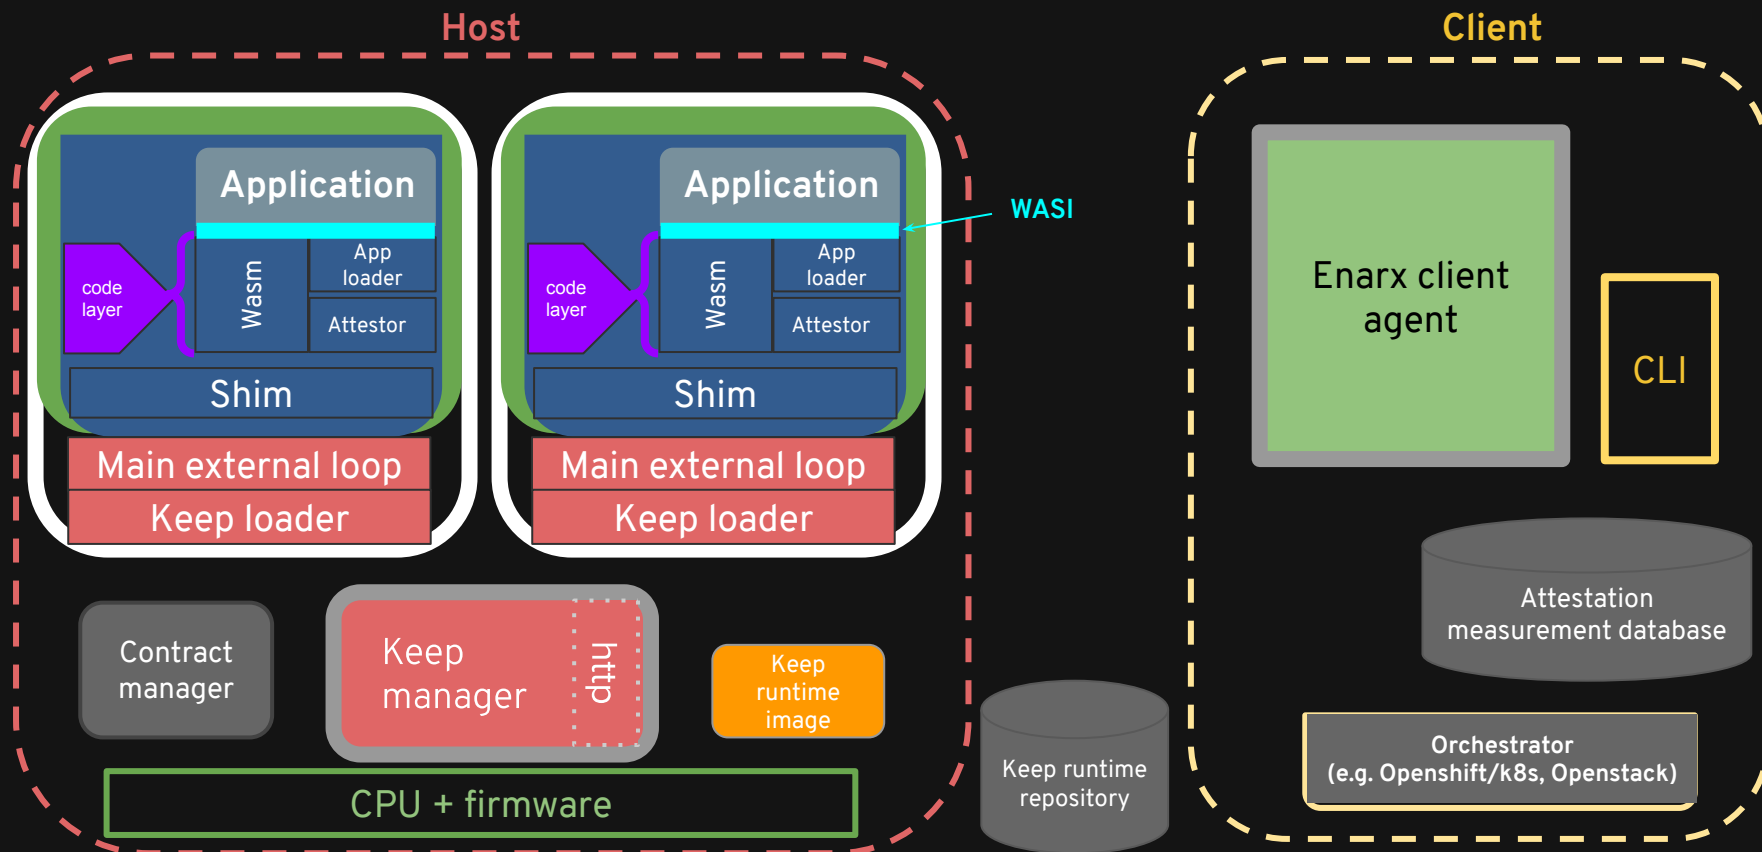 Host
Client
Application
App
loader
Wasm
Attestor
code
layer
Shim
Main external loop
Keep loader
Application
App
loader
Wasm
Attestor
code
layer
Shim
Main external loop
Keep loader
WASI
Contract
manager
Keep
manager
http
Keep
runtime
image
CPU + firmware
Keep runtime
repository
Enarx client
agent
CLI
Attestation
measurement database
Orchestrator
(e.g. Openshift/k8s, Openstack)